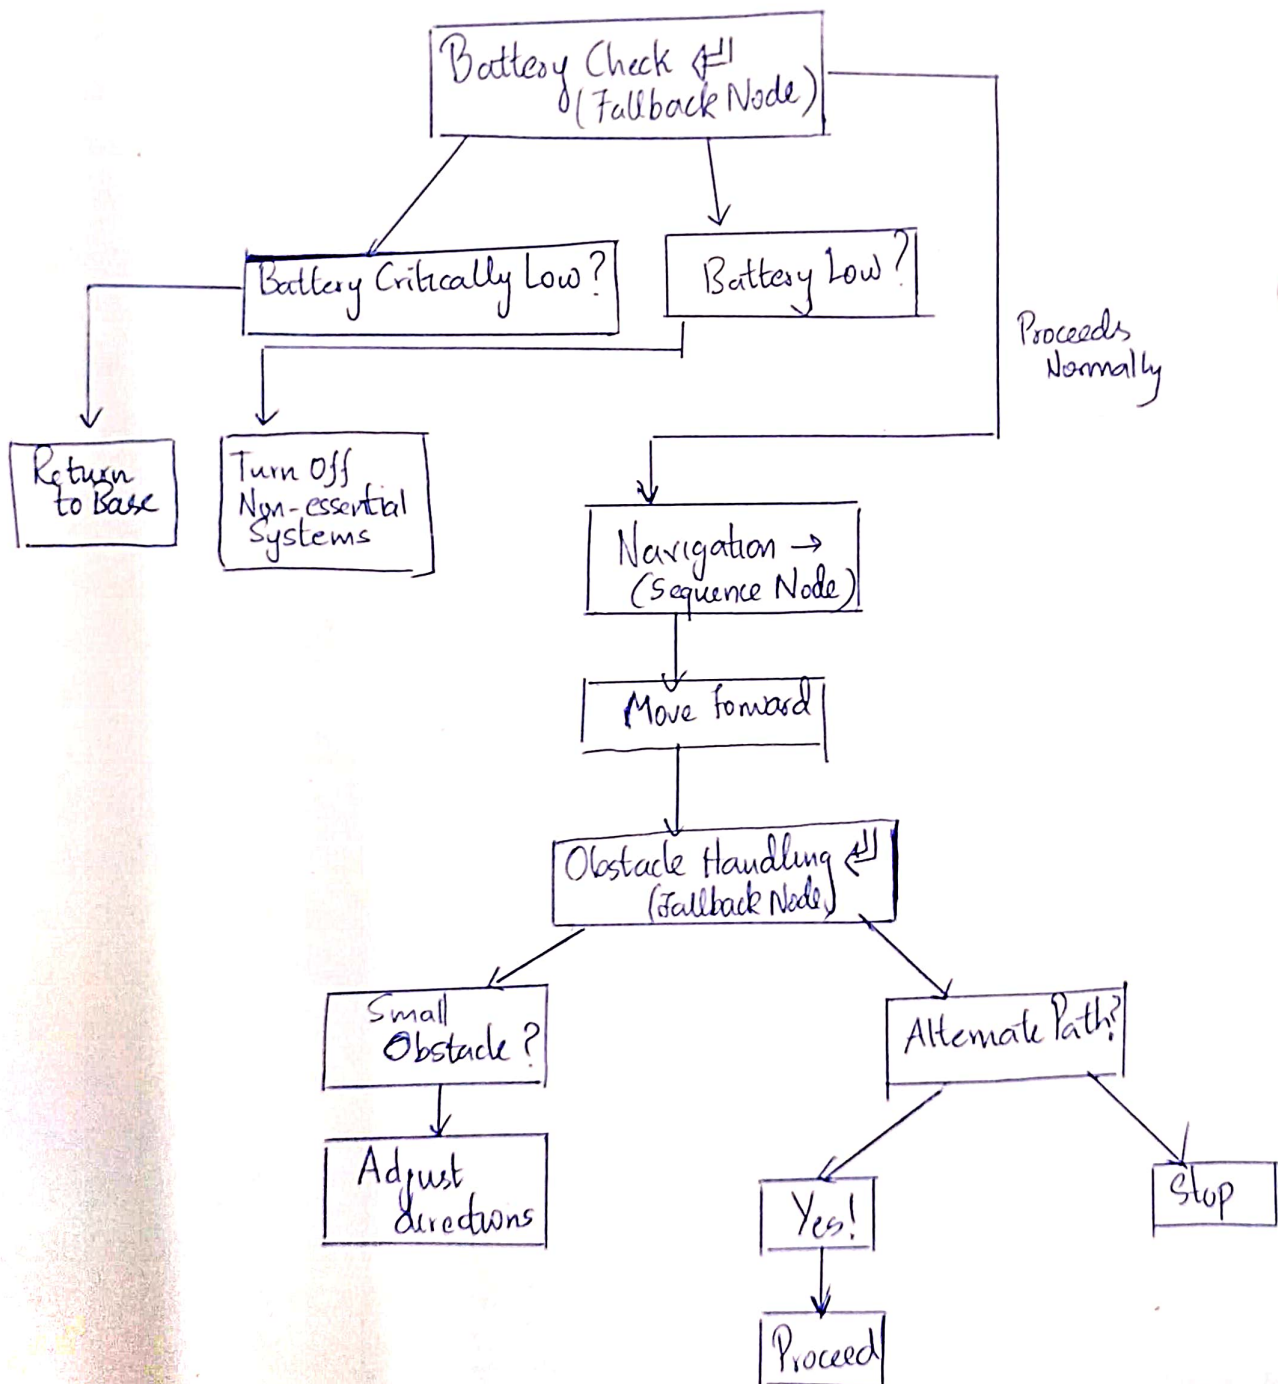 Battery Check
(Fallback Node)
Battery Critically Low?
Battery Low?
Proceeds
Normally
Return
to Base
Turn Off
Non-essential
Systems
Navigation →
(Sequence Node)
Move Forward
Obstacle Handling
(Fallback Node)
Small
Obstacle?
Alternate Path?
Adjust
directions
Yes!
Stop
Proceed